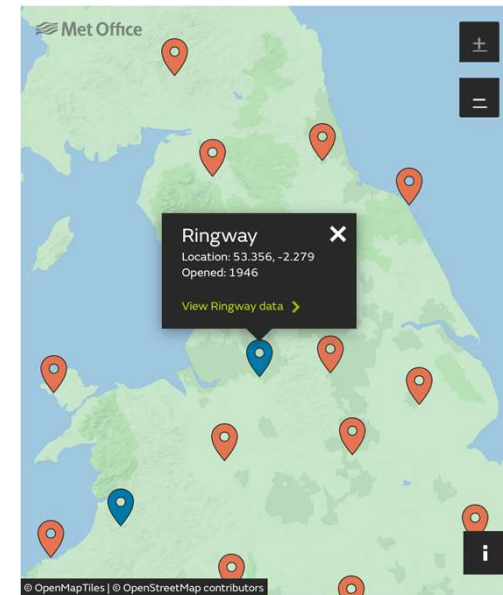 Met Office
±
=
Ringway
Location: 53.356, -2.279
Opened: 1946
View Ringway data
i
© OpenMapTiles | © OpenStreetMap contributors